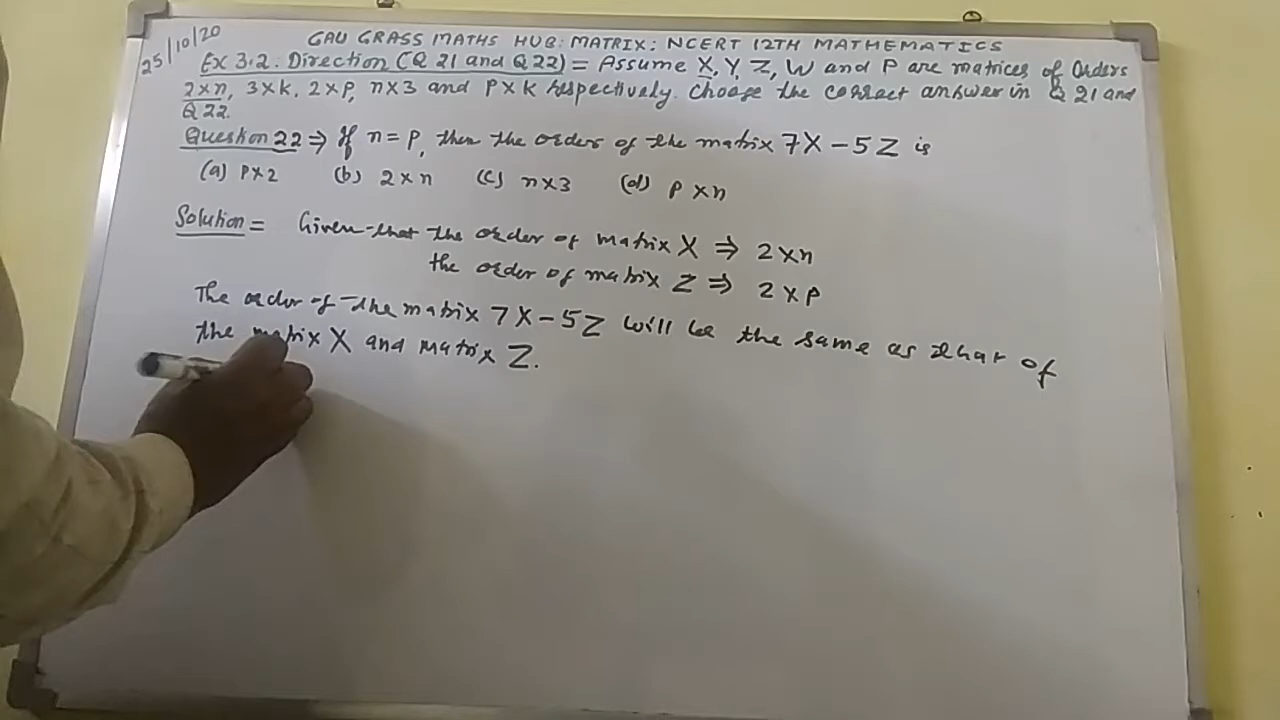 25/10/20
GAU GRASS MATHS HUB: MATRIX: NCERT 12TH MATHEMATICS
Ex 3.2: Direction (Q 21 and Q 22) = Assume X, Y, Z, W and P are matrices of orders
2×n, 3×k, 2×p, n×3 and P×k respectively. Choose the correct answer in Q 21 and
Q 22.
Question 22 ⇒ If n = p, then the order of the matrix 7X – 5Z is
(a) P×2 (b) 2×n (c) n×3 (d) P×n
Solution = Given that the order of matrix X ⇒ 2×n
the order of matrix Z ⇒ 2×p
The order of the matrix 7X – 5Z will be the same as that of
the matrix X and matrix Z.